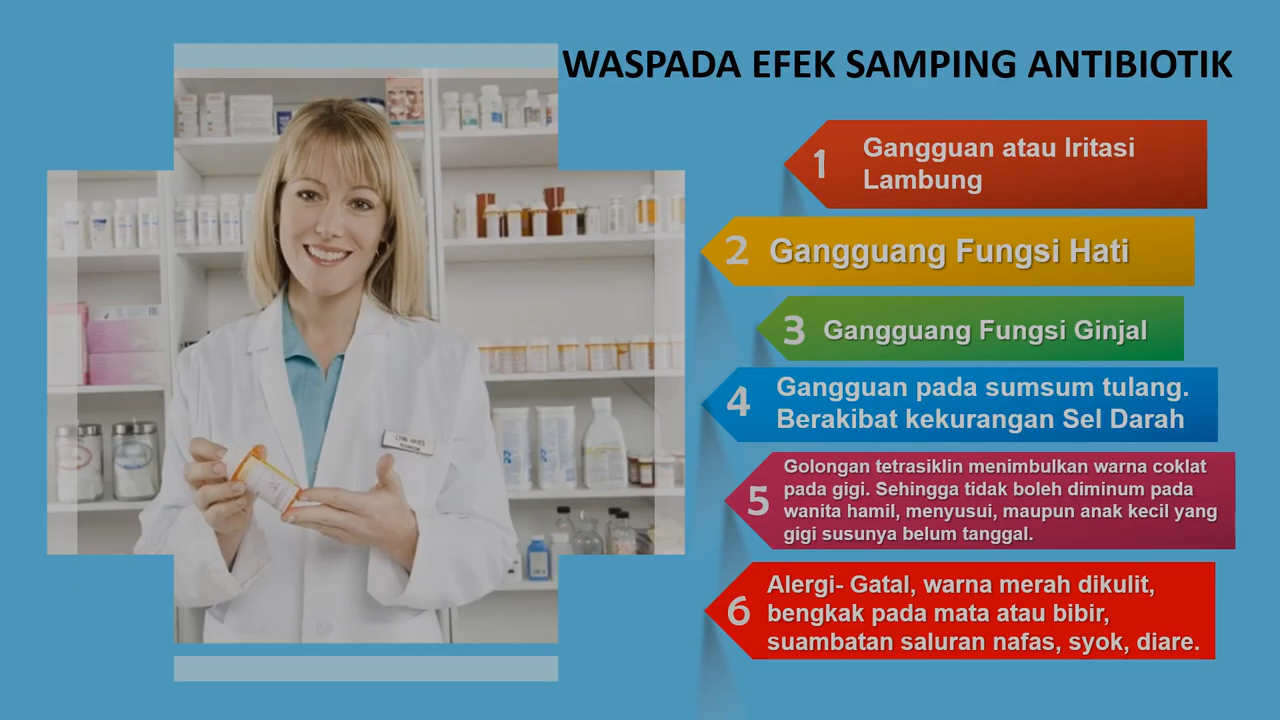 WASPADA EFEK SAMPING ANTIBIOTIK
1
Gangguan atau Iritasi
Lambung
2
Gangguang Fungsi Hati
3
Gangguang Fungsi Ginjal
4
Gangguan pada sumsum tulang.
Berakibat kekurangan Sel Darah
5
Golongan tetrasiklin menimbulkan warna coklat
pada gigi. Sehingga tidak boleh diminum pada
wanita hamil, menyusui, maupun anak kecil yang
gigi susunya belum tanggal.
6
Alergi- Gatal, warna merah dikulit,
bengkak pada mata atau bibir,
suambatan saluran nafas, syok, diare.